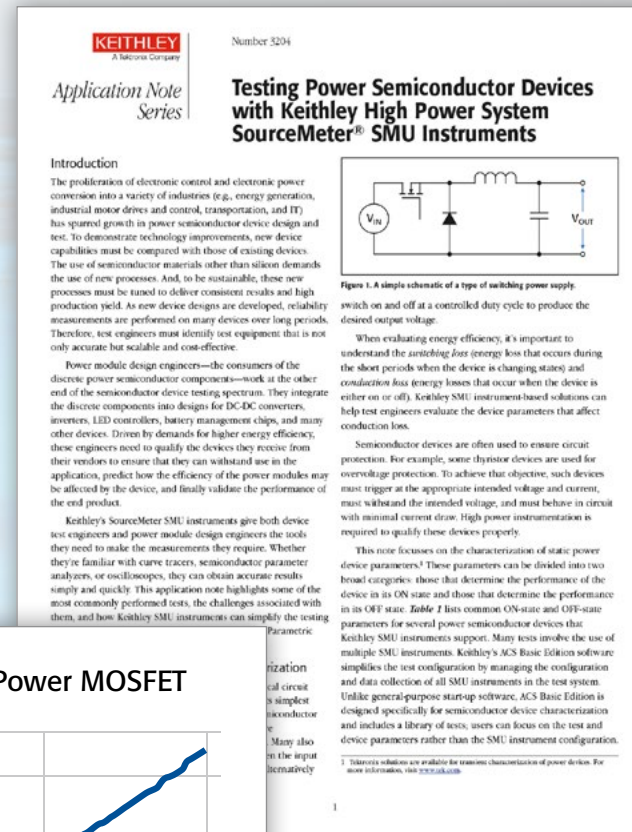 KEITHLEY
A Tektronix Company
Number 3204
Application Note
Series
Testing Power Semiconductor Devices
with Keithley High Power System
SourceMeter® SMU Instruments
Introduction
The proliferation of electronic control and electronic power
conversion into a variety of industries (e.g., energy generation,
industrial motor drives and control, transportation, and IT)
has spurred growth in power semiconductor device design and
test. To demonstrate technology improvements, new device
capabilities must be compared with those of existing devices.
The use of semiconductor materials other than silicon demands
the use of new processes. And, to be sustainable, these new
processes must be tuned to deliver consistent results and high
production yield. As new device designs are developed, reliability
measurements are performed on many devices over long periods.
Therefore, test engineers must identify test equipment that is not
only accurate but scalable and cost-effective.
Power module design engineers—the consumers of the
discrete power semiconductor components—work at the other
end of the semiconductor device testing spectrum. They integrate
the discrete components into designs for DC-DC converters,
inverters, LED controllers, battery management chips, and many
other devices. Driven by demands for higher energy efficiency,
these engineers need to qualify the devices they receive from
their vendors to ensure that they can withstand use in the
application, predict how the efficiency of the power modules may
be affected by the device, and finally validate the performance of
the end product.
Keithley's SourceMeter SMU instruments give both device
test engineers and power module design engineers the tools
they need to make the measurements they require. Whether
they're familiar with curve tracers, semiconductor parameter
analyzers, or oscilloscopes, they can obtain accurate results
simply and quickly. This application note highlights some of the
most commonly performed tests, the challenges associated with
them, and how Keithley SMU instruments can simplify the testing
Parametric
rization
cal circuit
s simplest
niconductor
re
. Many also
en the input
lternatively
VIN
VOUT
Figure 1. A simple schematic of a type of switching power supply.
switch on and off at a controlled duty cycle to produce the
desired output voltage.
When evaluating energy efficiency, it's important to
understand the switching loss (energy loss that occurs during
the short periods when the device is changing states) and
conduction loss (energy losses that occur when the device is
either on or off). Keithley SMU instrument-based solutions can
help test engineers evaluate the device parameters that affect
conduction loss.
Semiconductor devices are often used to ensure circuit
protection. For example, some thyristor devices are used for
overvoltage protection. To achieve that objective, such devices
must trigger at the appropriate intended voltage and current,
must withstand the intended voltage, and must behave in circuit
with minimal current draw. High power instrumentation is
required to qualify these devices properly.
This note focusses on the characterization of static power
device parameters.1 These parameters can be divided into two
broad categories: those that determine the performance of the
device in its ON state and those that determine the performance
in its OFF state. Table 1 lists common ON-state and OFF-state
parameters for several power semiconductor devices that
Keithley SMU instruments support. Many tests involve the use of
multiple SMU instruments. Keithley's ACS Basic Edition software
simplifies the test configuration by managing the configuration
and data collection of all SMU instruments in the test system.
Unlike general-purpose start-up software, ACS Basic Edition is
designed specifically for semiconductor device characterization
and includes a library of tests; users can focus on the test and
device parameters rather than the SMU instrument configuration.
1 Tektronix solutions are available for transient characterization of power devices. For
more information, visit www.tek.com.
1
Power MOSFET